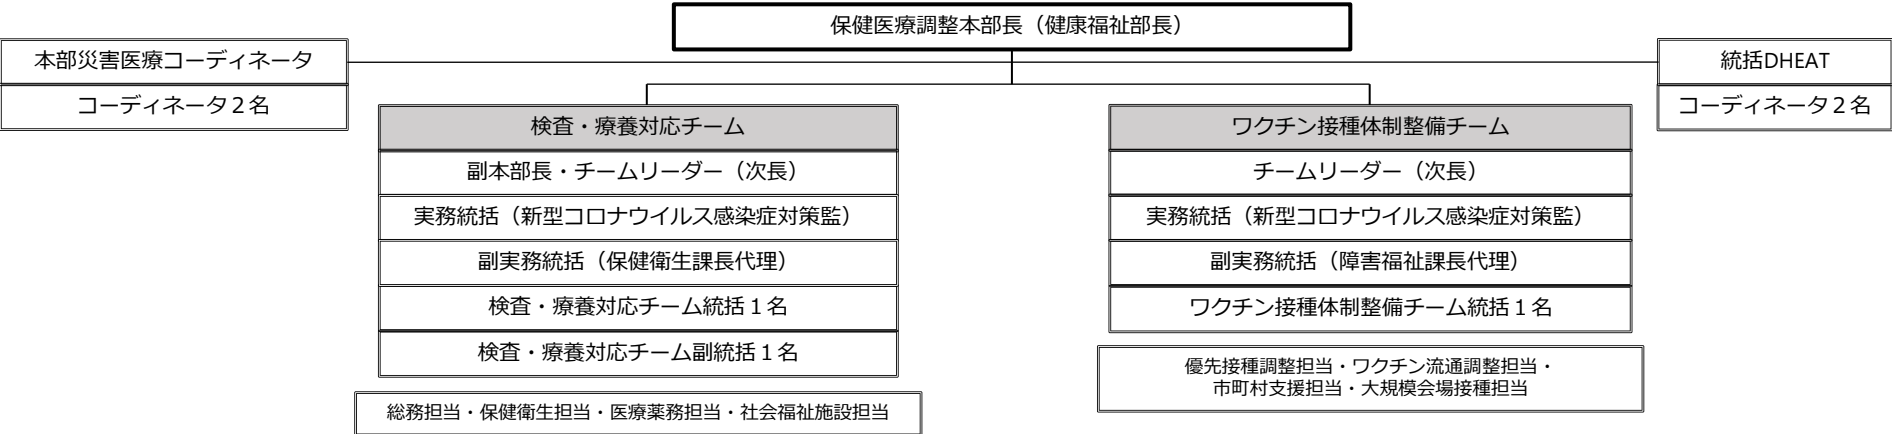 保健医療調整本部長（健康福祉部長）
本部災害医療コーディネータ
コーディネータ２名
統括DHEAT
コーディネータ２名
検査・療養対応チーム
副本部長・チームリーダー（次長）
実務統括（新型コロナウイルス感染症対策監）
副実務統括（保健衛生課長代理）
検査・療養対応チーム統括１名
検査・療養対応チーム副統括１名
総務担当・保健衛生担当・医療薬務担当・社会福祉施設担当
ワクチン接種体制整備チーム
チームリーダー（次長）
実務統括（新型コロナウイルス感染症対策監）
副実務統括（障害福祉課長代理）
ワクチン接種体制整備チーム統括１名
優先接種調整担当・ワクチン流通調整担当・
市町村支援担当・大規模会場接種担当